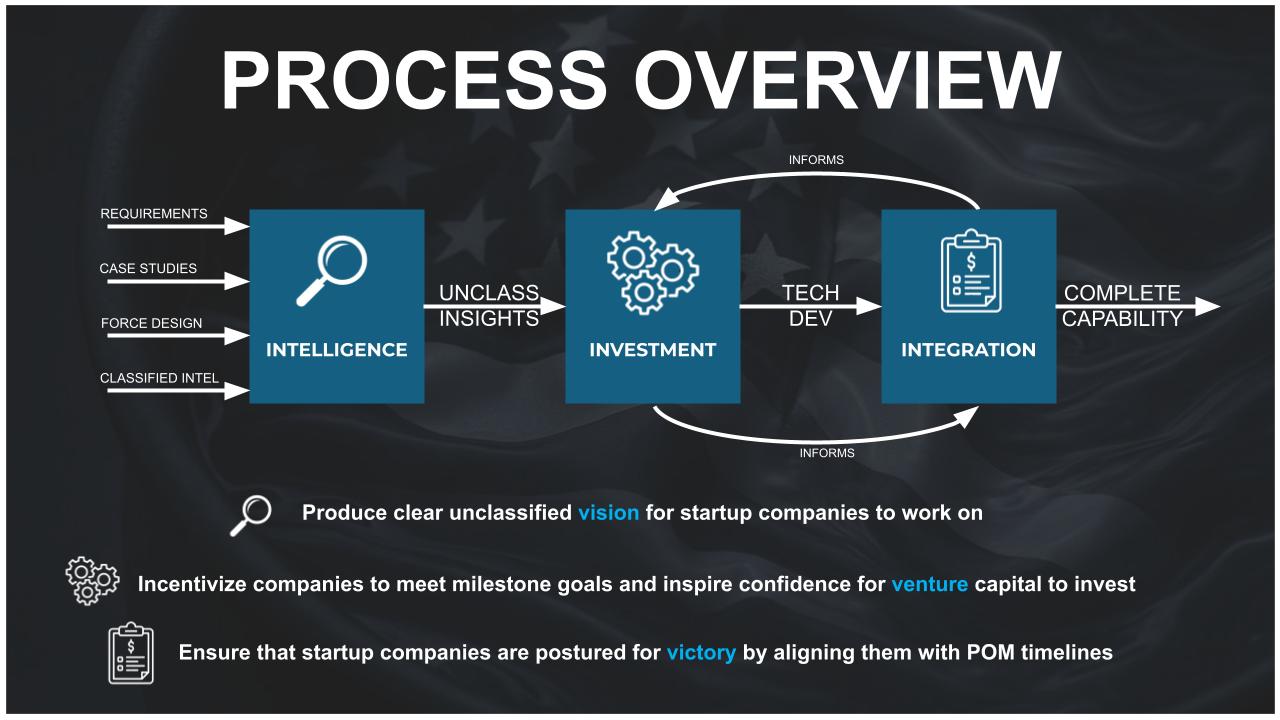 PROCESS OVERVIEW
INFORMS
REQUIREMENTS
CASE STUDIES
FORCE DESIGN
CLASSIFIED INTEL
INTELLIGENCE
UNCLASS
INSIGHTS
INVESTMENT
TECH
DEV
$
INTEGRATION
COMPLETE
CAPABILITY
INFORMS
Produce clear unclassified vision for startup companies to work on
Incentivize companies to meet milestone goals and inspire confidence for venture capital to invest
$
Ensure that startup companies are postured for victory by aligning them with POM timelines